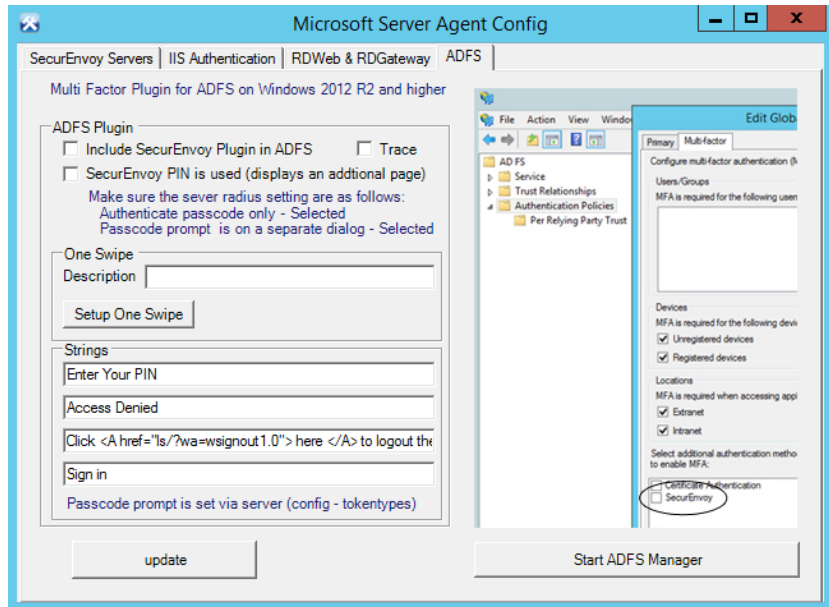 Microsoft Server Agent Config
x
SecurEnvoy Servers
IIS Authentication
RDWeb & RDGateway
ADFS
Multi Factor Plugin for ADFS on Windows 2012 R2 and higher
ADFS Plugin
Include SecurEnvoy Plugin in ADFS
Trace
SecurEnvoy PIN is used (displays an addtional page)
Make sure the sever radius setting are as follows:
Authenticate passcode only - Selected
Passcode prompt is on a separate dialog - Selected
One Swipe
Description
Setup One Swipe
Strings
Enter Your PIN
Access Denied
Click <A href="ls/?wa=wsignout1.0"> here </A> to logout the
Sign in
Passcode prompt is set via server (config - tokentypes)
update
File Action View Windo
AD FS
Service
Trust Relationships
Authentication Policies
Per Relying Party Trust
Edit Globa
Primary
Multi-factor
Configure multi-factor authentication (M
Users/Groups
MFA is required for the following user
Devices
MFA is required for the following devi
Unregistered devices
Registered devices
Locations
MFA is required when accessing appl
Extranet
Intranet
Select additional authentication metho
to enable MFA:
Certificate Authentication
SecurEnvoy
Start ADFS Manager